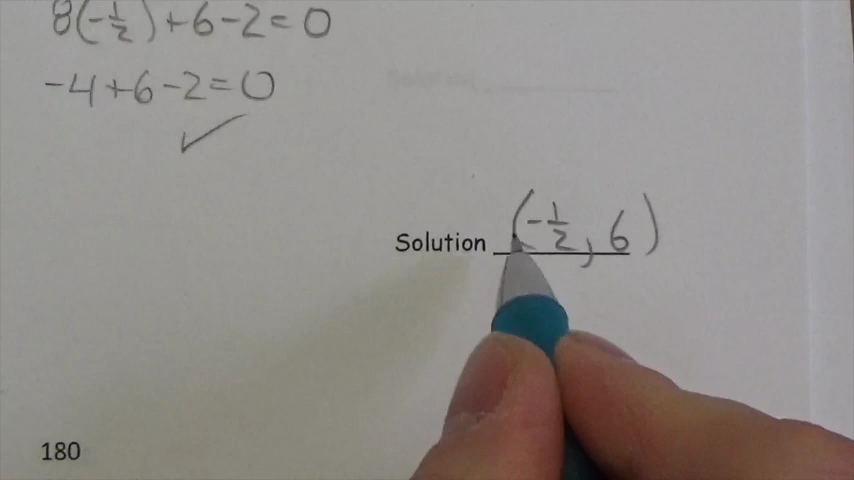 8(-1/2)+6-2=0
-4+6-2=0
✓
Solution (-1/2, 6)
180